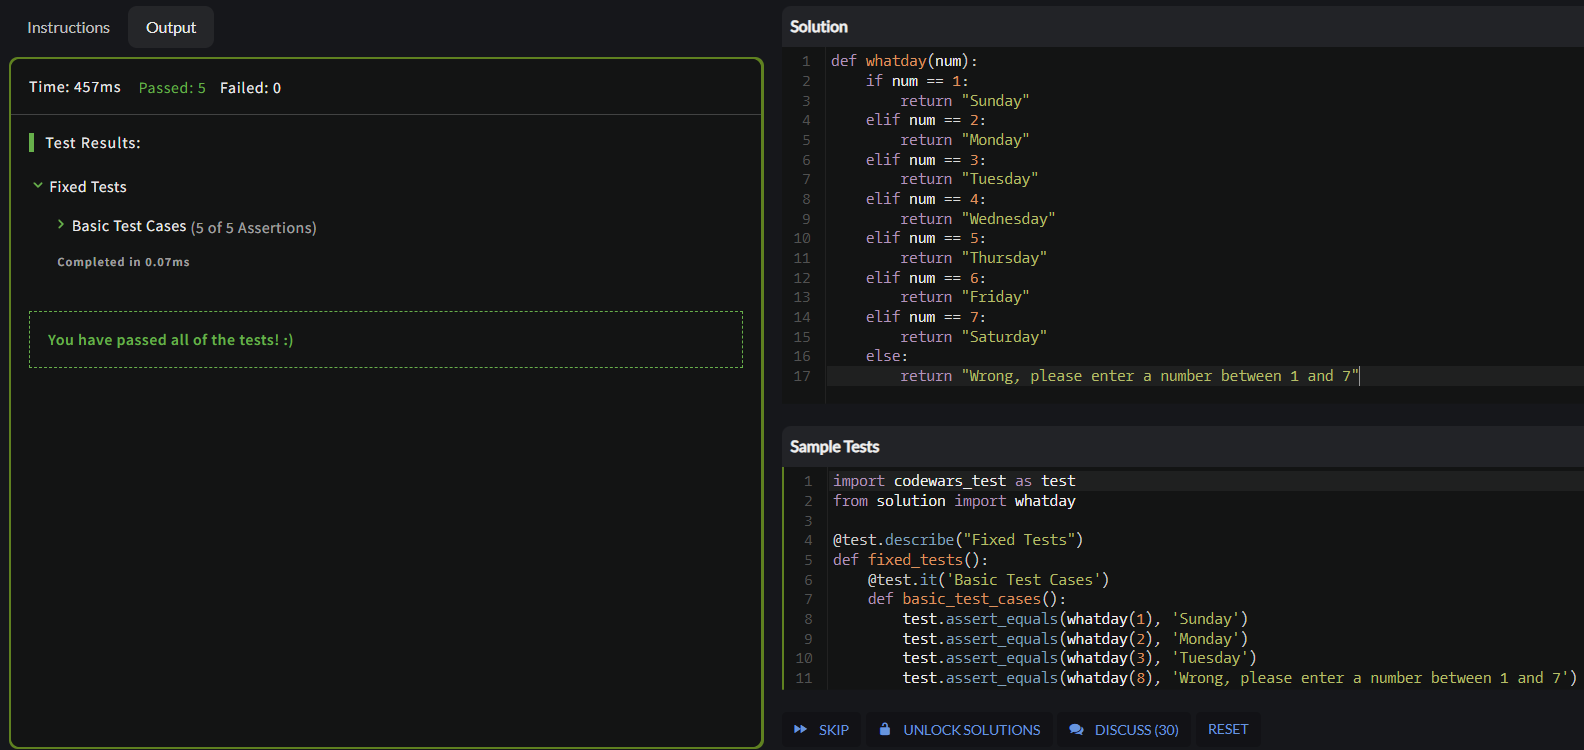 Instructions
Output
Time: 457ms Passed: 5 Failed: 0
Test Results:
Fixed Tests
Basic Test Cases (5 of 5 Assertions)
Completed in 0.07ms
You have passed all of the tests! :)
Solution
1 def whatday(num):
2     if num == 1:
3         return "Sunday"
4     elif num == 2:
5         return "Monday"
6     elif num == 3:
7         return "Tuesday"
8     elif num == 4:
9         return "Wednesday"
10     elif num == 5:
11         return "Thursday"
12     elif num == 6:
13         return "Friday"
14     elif num == 7:
15         return "Saturday"
16     else:
17         return "Wrong, please enter a number between 1 and 7"
Sample Tests
1 import codewars_test as test
2 from solution import whatday
3
4 @test.describe("Fixed Tests")
5 def fixed_tests():
6     @test.it('Basic Test Cases')
7     def basic_test_cases():
8         test.assert_equals(whatday(1), 'Sunday')
9         test.assert_equals(whatday(2), 'Monday')
10         test.assert_equals(whatday(3), 'Tuesday')
11         test.assert_equals(whatday(8), 'Wrong, please enter a number between 1 and 7')
SKIP
UNLOCK SOLUTIONS
DISCUSS (30)
RESET